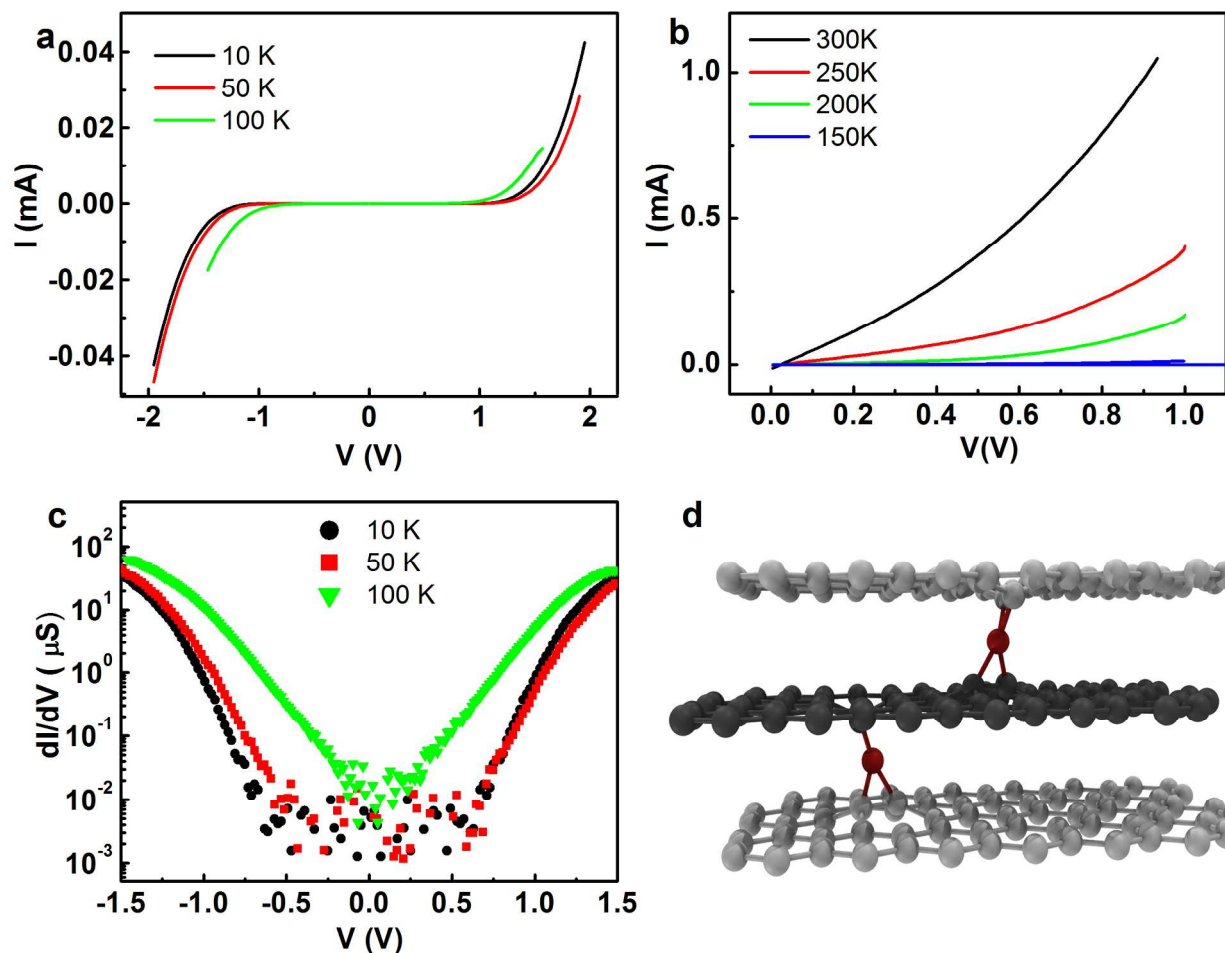 a
10 K
50 K
100 K
0.04
0.02
0.00
-0.02
-0.04
I (mA)
-2 -1 0 1 2
V (V)
b
300K
250K
200K
150K
1.0
0.5
0.0
I (mA)
0.0 0.2 0.4 0.6 0.8 1.0
V(V)
c
10 K
50 K
100 K
10²
10¹
10⁰
10⁻¹
10⁻²
10⁻³
dI/dV ( μS)
-1.5 -1.0 -0.5 0.0 0.5 1.0 1.5
V (V)
d